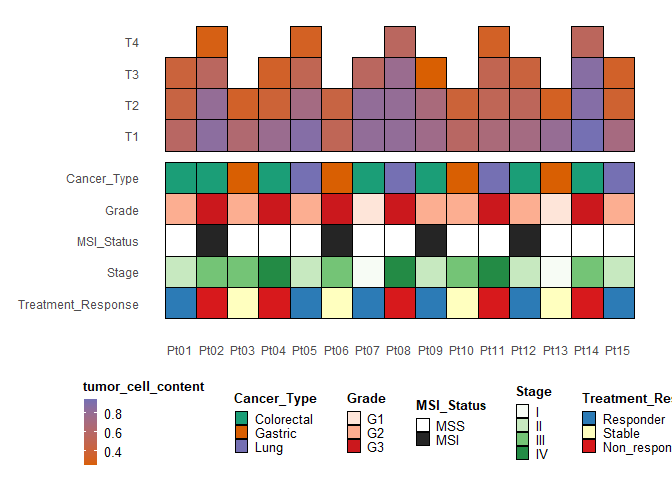 T4
T3
T2
T1
Cancer_Type
Grade
MSI_Status
Stage
Treatment_Response
Pt01 Pt02 Pt03 Pt04 Pt05 Pt06 Pt07 Pt08 Pt09 Pt10 Pt11 Pt12 Pt13 Pt14 Pt15
tumor_cell_content
0.8
0.6
0.4
Cancer_Type
Colorectal
Gastric
Lung
Grade
G1
G2
G3
MSI_Status
MSS
MSI
Stage
I
II
III
IV
Treatment_Res
Responder
Stable
Non_respon